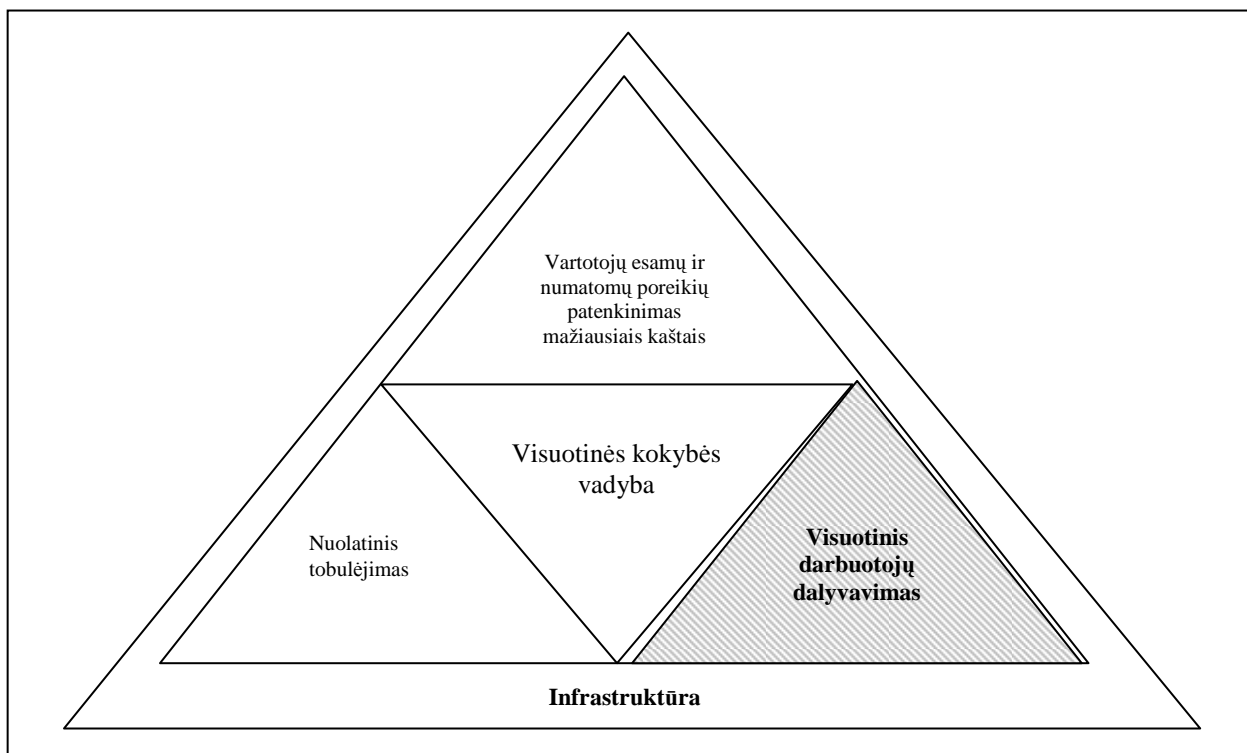 Vartotojų esamų ir
numatomų poreikių
patenkinimas
mažiausiais kaštais
Visuotinės kokybės
vadyba
Nuolatinis
tobulėjimas
Visuotinis
darbuotojų
dalyvavimas
Infrastruktūra